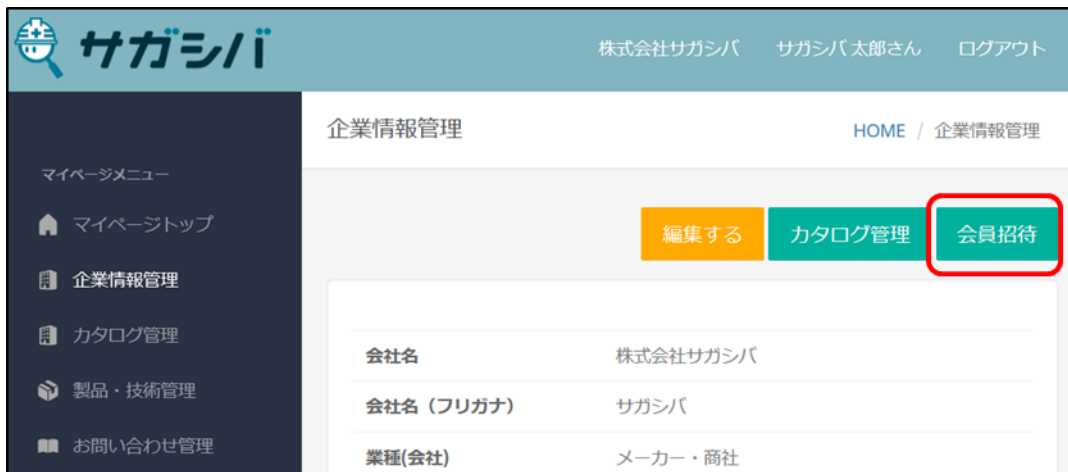 サガシバ
株式会社サガシバ サガシバ 太郎さん ログアウト
企業情報管理
HOME / 企業情報管理
マイページメニュー
マイページトップ
企業情報管理
カタログ管理
製品・技術管理
お問い合わせ管理
編集する カタログ管理 会員招待
会社名 株式会社サガシバ
会社名（フリガナ） サガシバ
業種(会社) メーカー・商社